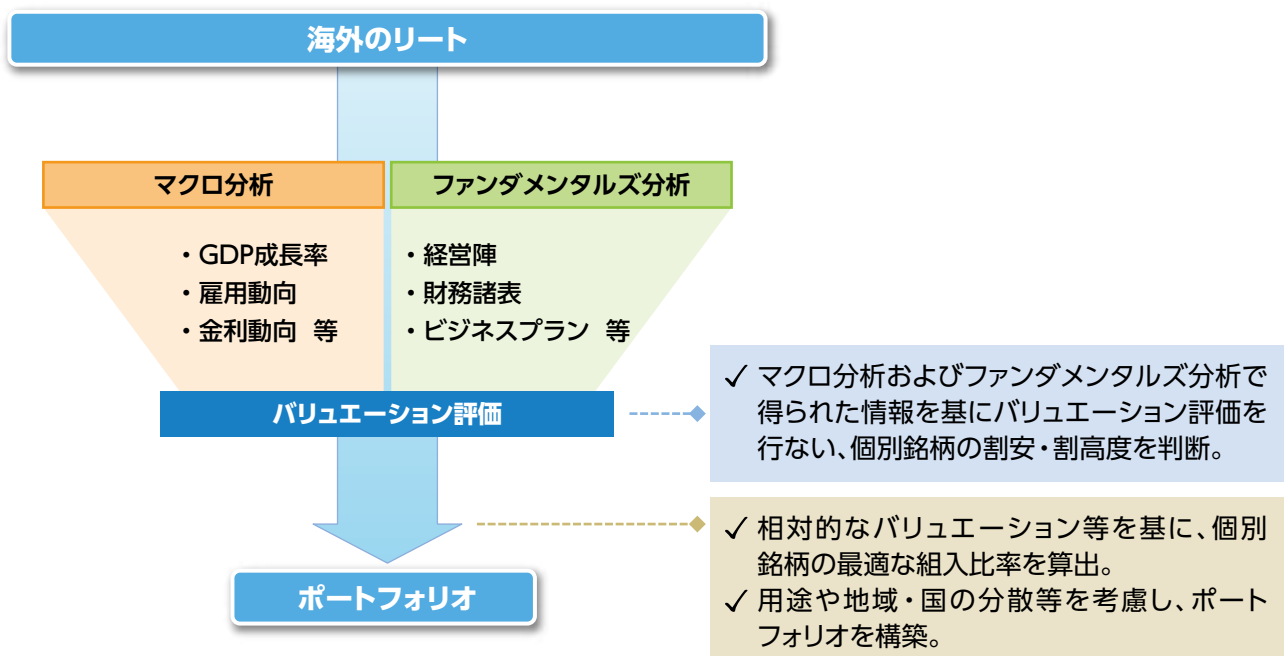 海外のリート
マクロ分析
ファンダメンタルズ分析
・GDP成長率
・雇用動向
・金利動向 等
・経営陣
・財務諸表
・ビジネスプラン 等
バリュエーション評価
✓ マクロ分析およびファンダメンタルズ分析で
得られた情報を基にバリュエーション評価を
行ない、個別銘柄の割安・割高度を判断。
✓ 相対的なバリュエーション等を基に、個別
銘柄の最適な組入比率を算出。
✓ 用途や地域・国の分散等を考慮し、ポート
フォリオを構築。
ポートフォリオ